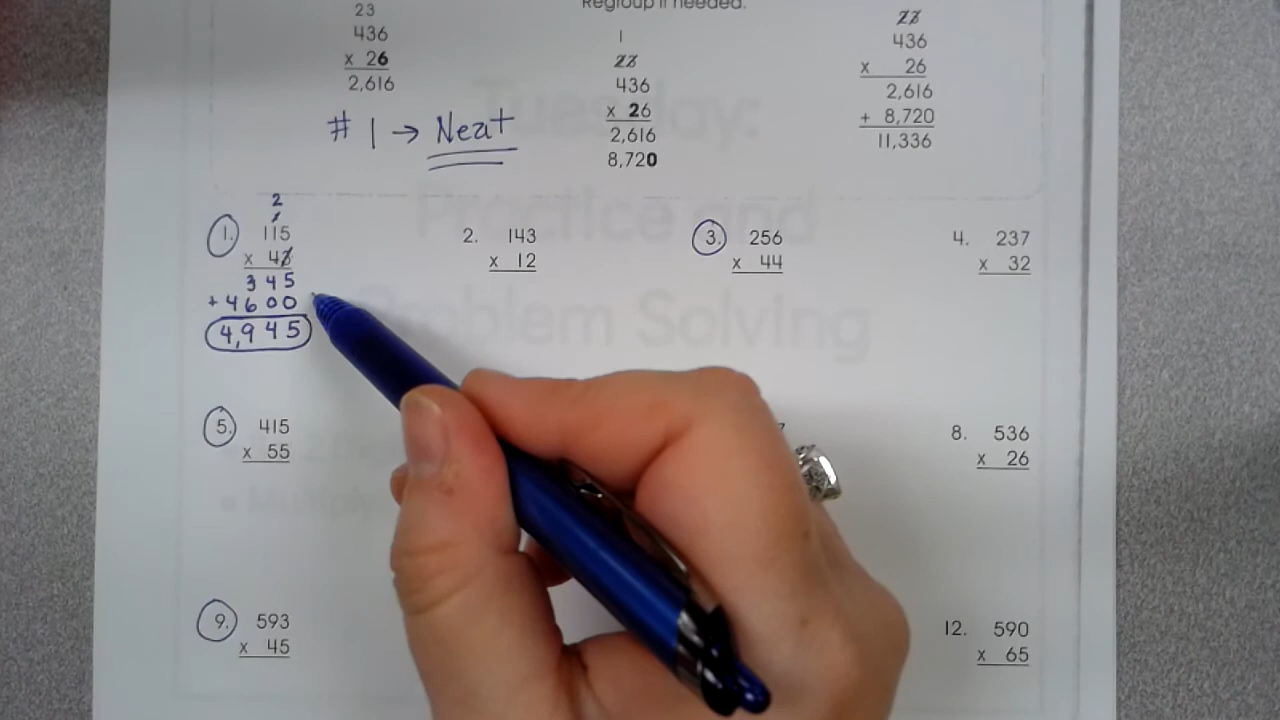 Regroup if needed.
23
436
x 26
2,616
1
22
436
x 26
2,616
8,720
22
436
x 26
2,616
+ 8,720
11,336
# 1 → Neat
Tuesday:
Practice and
Problem Solving
2
1
1. 115
x 43
345
+ 4600
4,945
2. 143
x 12
3. 256
x 44
4. 237
x 32
5. 415
x 55
7
8. 536
x 26
9. 593
x 45
12. 590
x 65